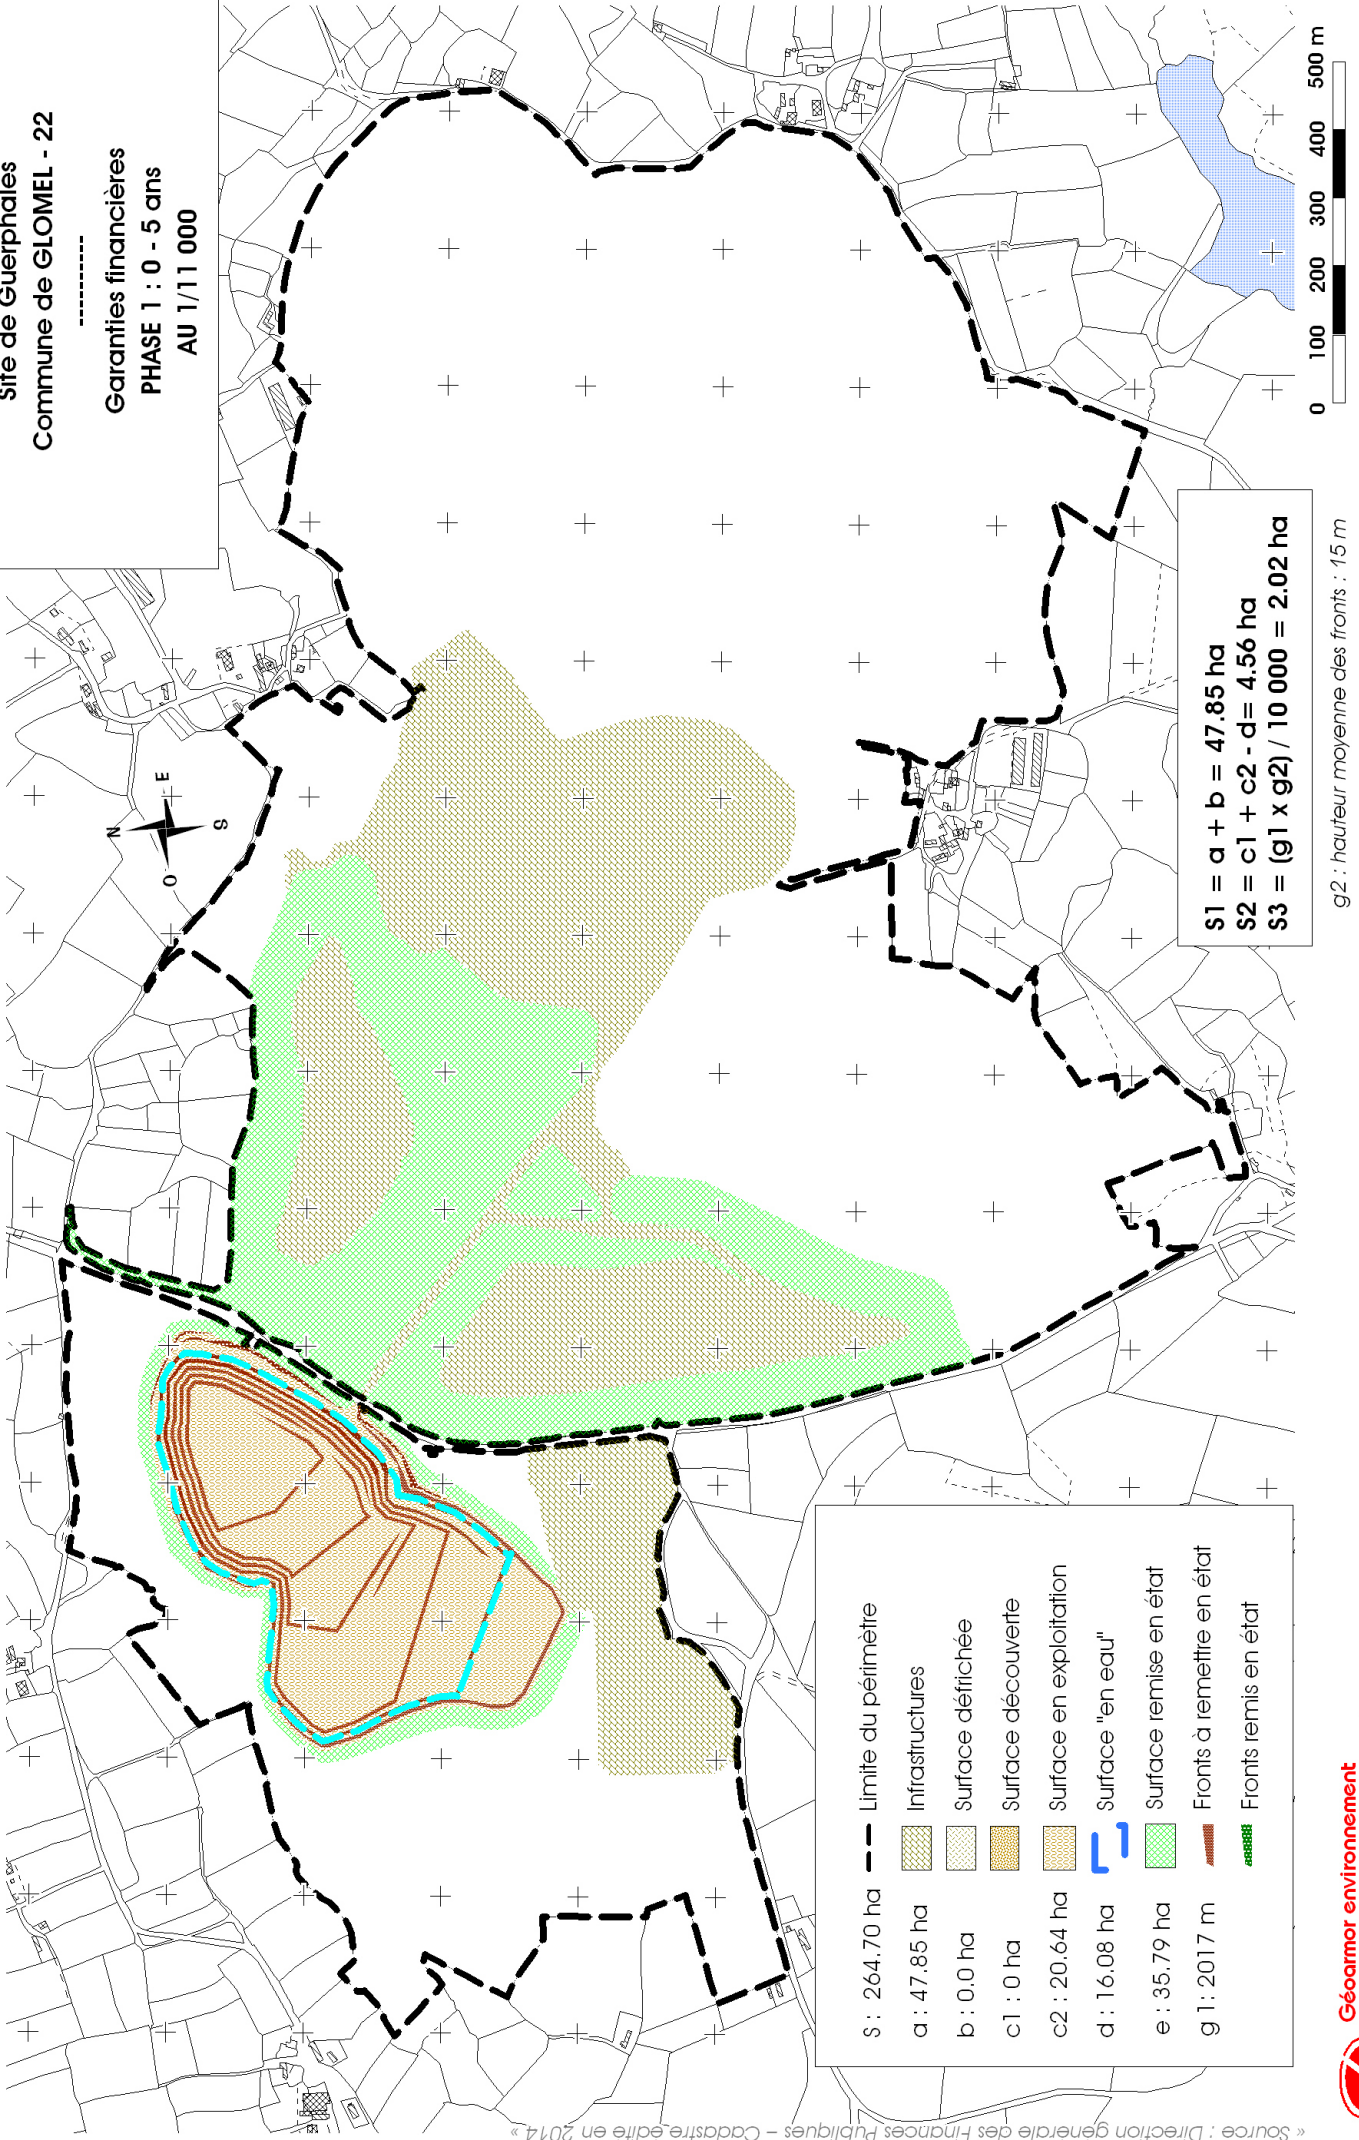 Site de Guerphalès
Commune de GLOMEL - 22
----------
Garanties financières
PHASE 1 : 0 - 5 ans
AU 1/11 000
N
E
S
O
0 100 200 300 400 500 m
S1 = a + b = 47.85 ha
S2 = c1 + c2 - d= 4.56 ha
S3 = (g1 x g2) / 10 000 = 2.02 ha
g2 : hauteur moyenne des fronts : 15 m
S : 264.70 ha Limite du périmètre
a : 47.85 ha Infrastructures
b : 0.0 ha Surface défrichée
c1 : 0 ha Surface découverte
c2 : 20.64 ha Surface en exploitation
d : 16.08 ha Surface "en eau"
e : 35.79 ha Surface remise en état
g1: 2017 m Fronts à remettre en état
Fronts remis en état
Géoarmor environnement
« Source : Direction générale des Finances Publiques – Cadastre édité en 2014 »